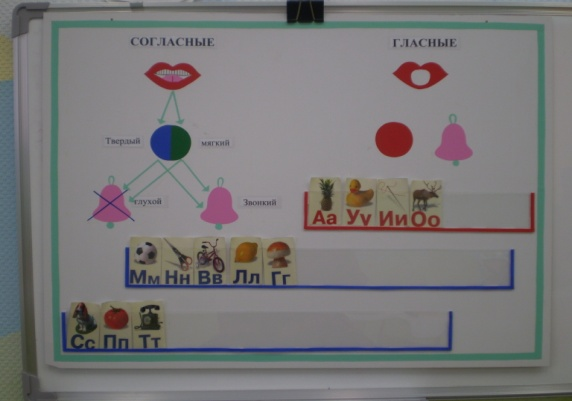 СОГЛАСНЫЕ
ГЛАСНЫЕ
Твердый
мягкий
глухой
Звонкий
Аа Уу Ии Оо
Мм Нн Вв Лл Гг
Сс Пп Тт